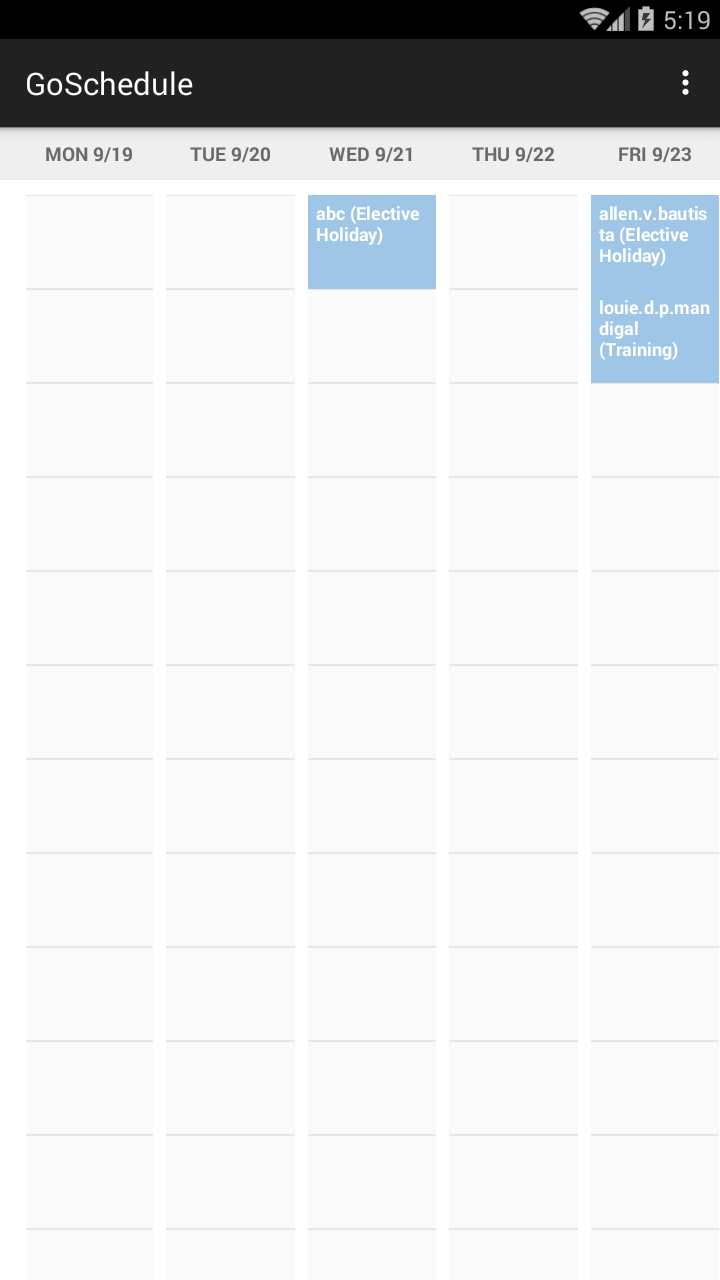 5:19
GoSchedule
MON 9/19 TUE 9/20 WED 9/21 THU 9/22 FRI 9/23
abc (Elective
Holiday)
allen.v.bautis
ta (Elective
Holiday)
louie.d.p.man
digal
(Training)